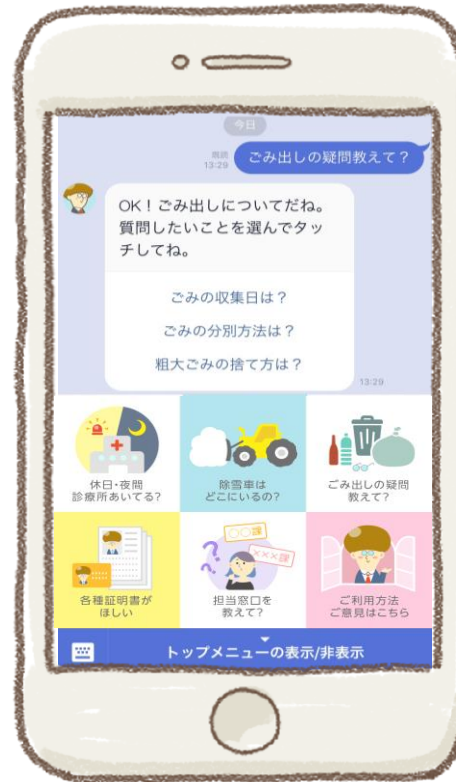 今日
既読
13:29
ごみ出しの疑問教えて？
OK！ごみ出しについてだね。
質問したいことを選んでタッ
チしてね。
ごみの収集日は？
ごみの分別方法は？
粗大ごみの捨て方は？
13:29
休日・夜間
診療所あいてる?
除雪車は
どこにいるの?
ごみ出しの疑問
教えて?
各種証明書が
ほしい
〇〇課
×××課
担当窓口を
教えて?
ご利用方法
ご意見はこちら
トップメニューの表示/非表示